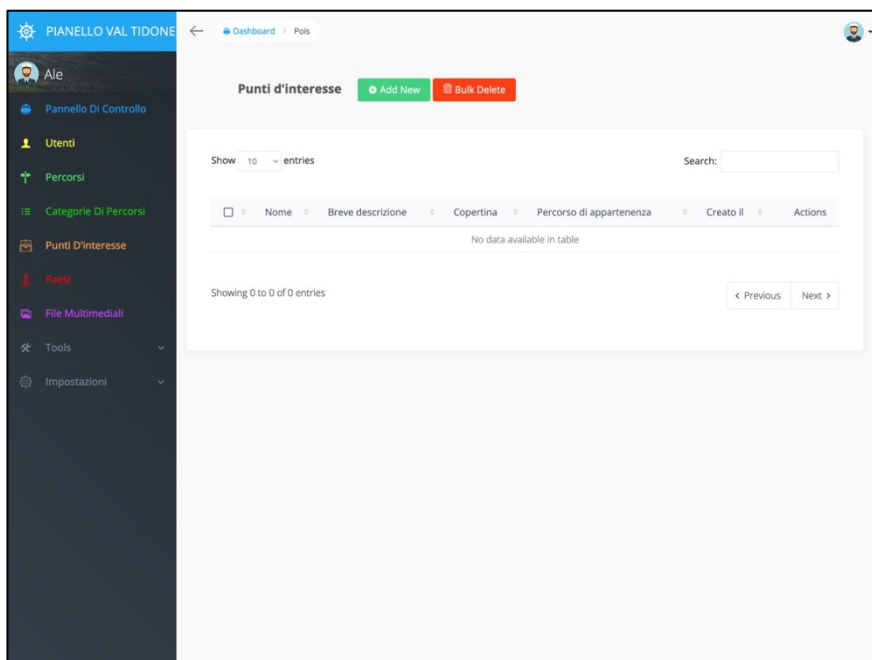 PIANELLO VAL TIDONE
Dashboard > Pois
Ale
Punti d'interesse
Add New
Bulk Delete
Pannello Di Controllo
Utenti
Percorsi
Categorie Di Percorsi
Punti D'interesse
Paesi
File Multimediali
Tools
Impostazioni
Show 10 entries
Search:
Nome Breve descrizione Copertina Percorso di appartenenza Creato il Actions
No data available in table
Showing 0 to 0 of 0 entries
< Previous Next >